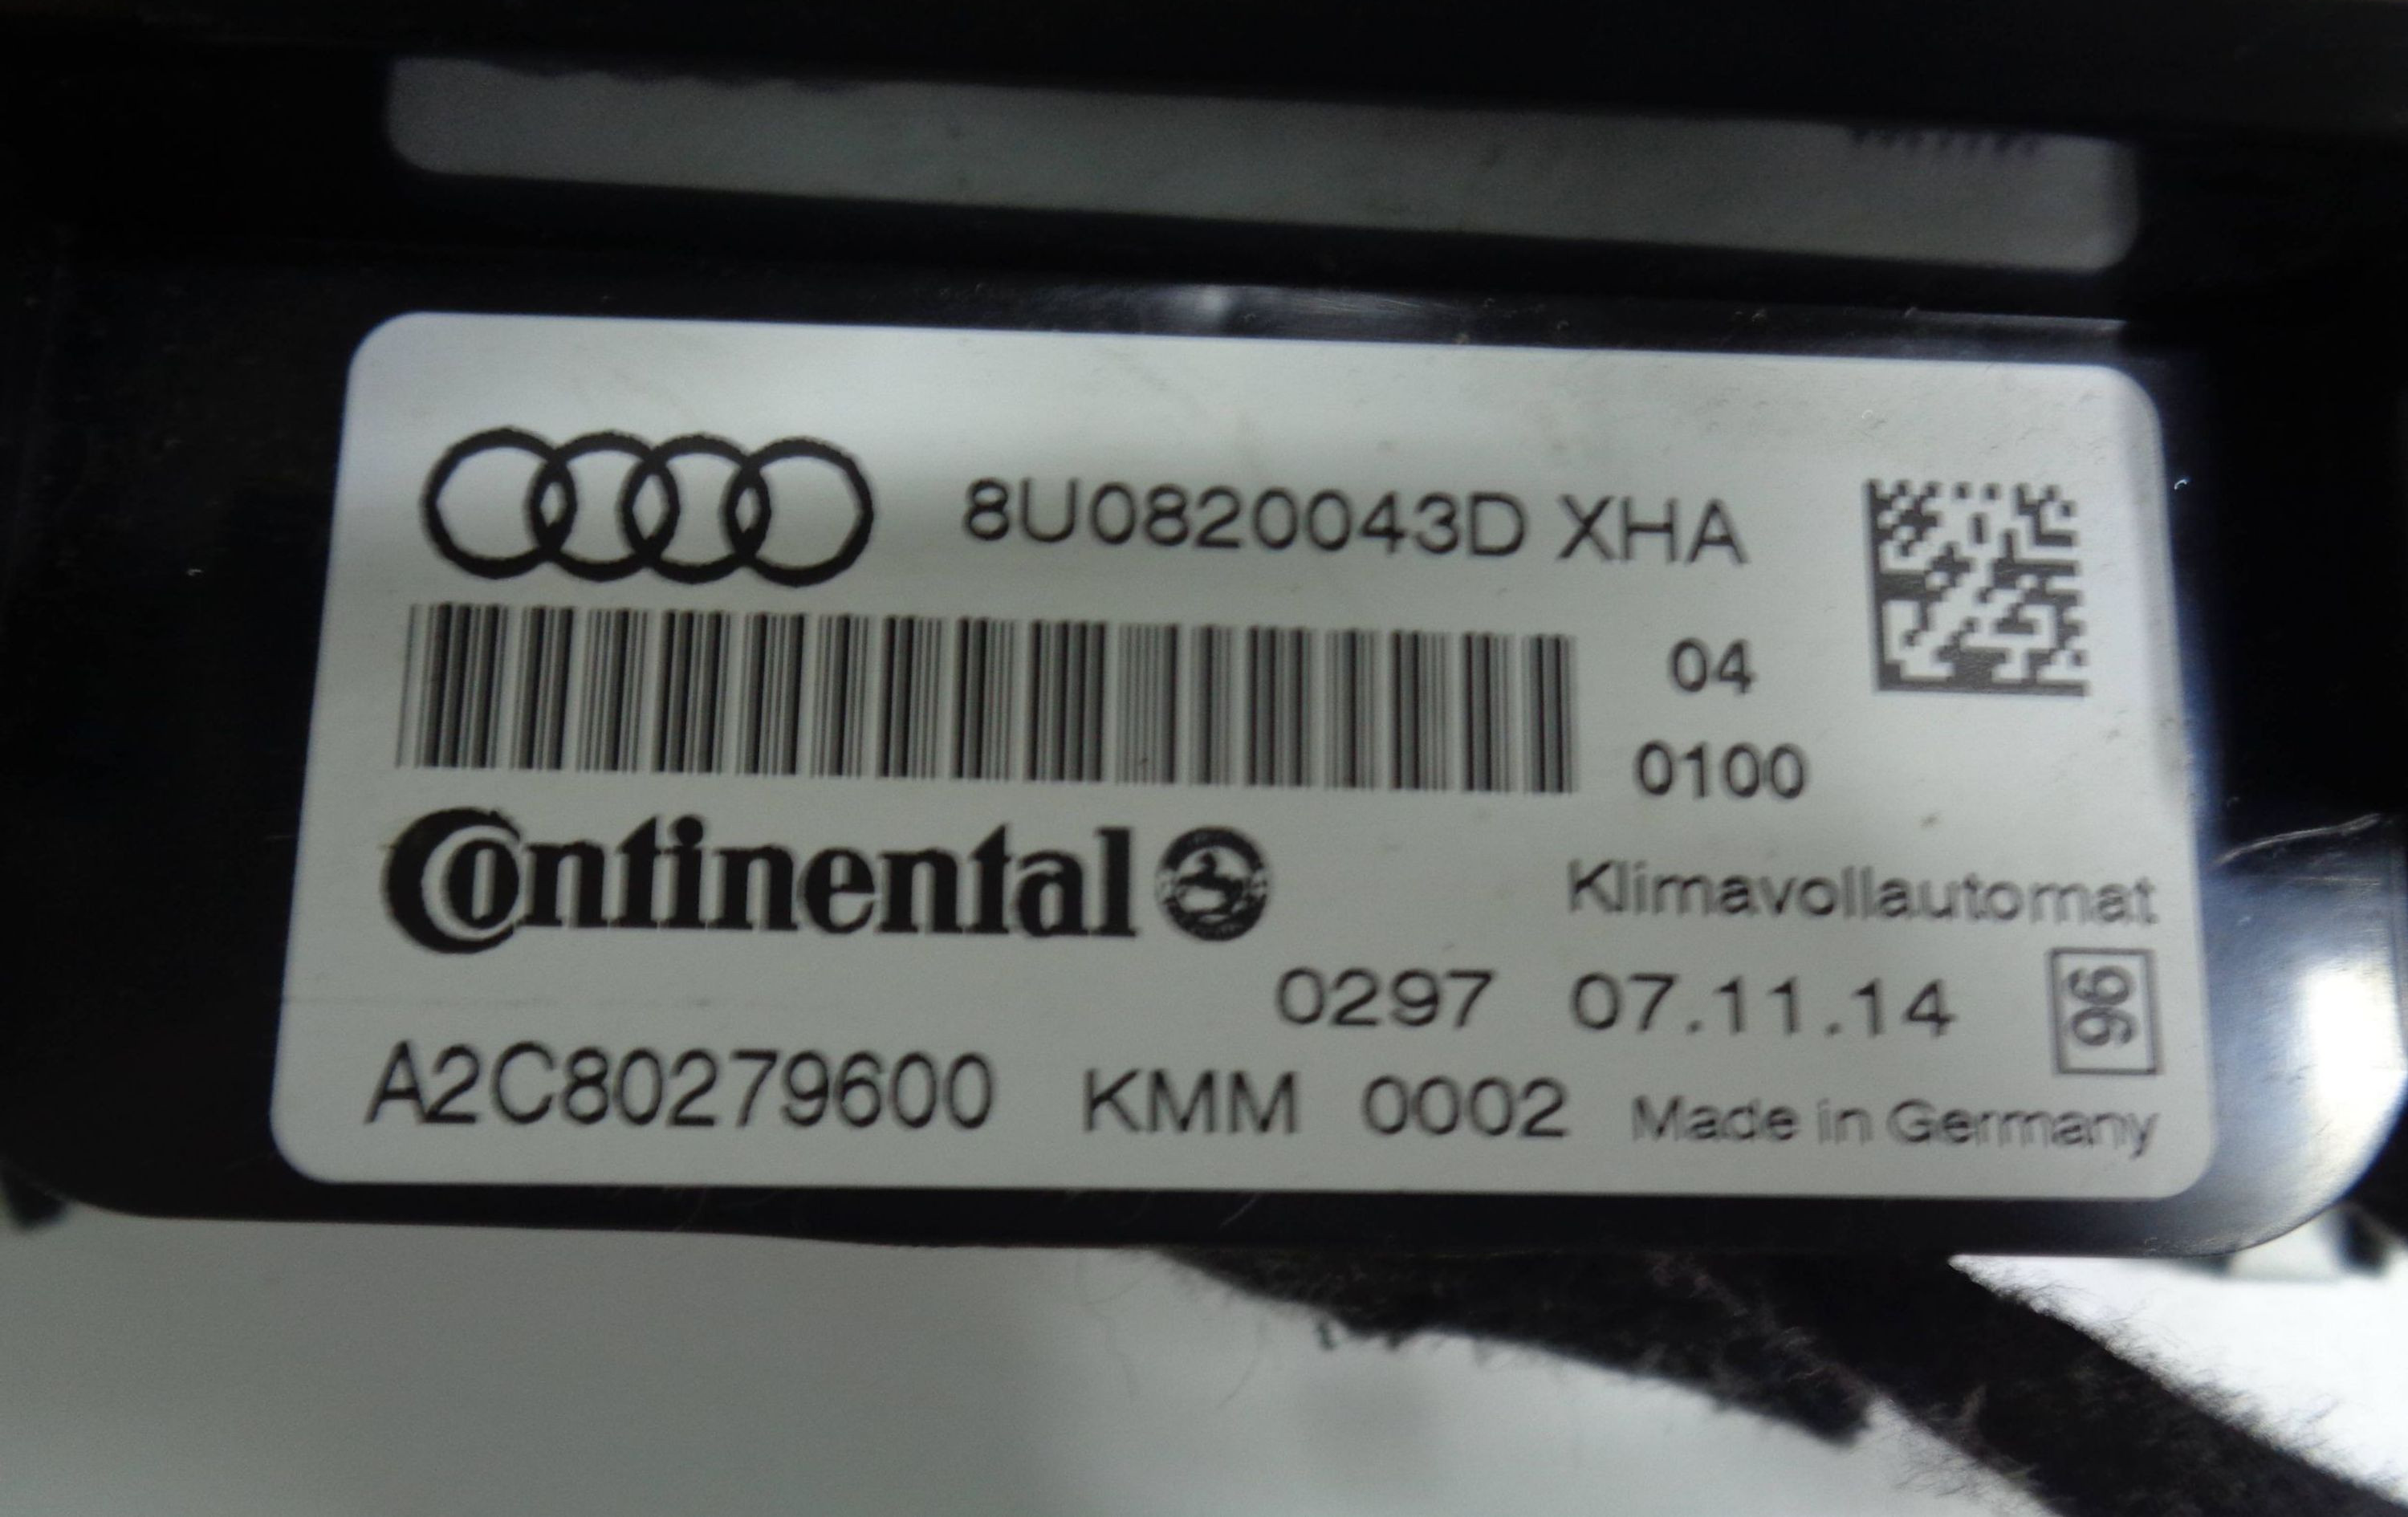 8U0820043D XHA
04
0100
Continental
Klimavollautomat
0297 07.11.14
96
A2C80279600 KMM 0002 Made in Germany